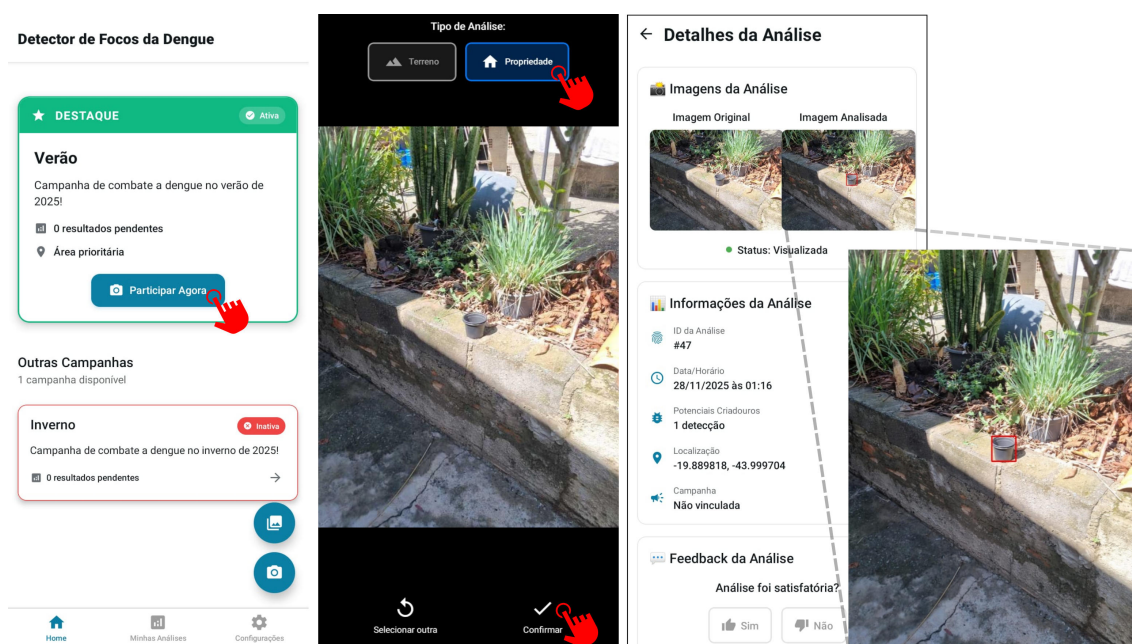 Detector de Focos da Dengue
DESTAQUE
Ativa
Verão
Campanha de combate a dengue no verão de
2025!
0 resultados pendentes
Área prioritária
Participar Agora
Outras Campanhas
1 campanha disponível
Inverno
Inativa
Campanha de combate a dengue no inverno de 2025!
0 resultados pendentes
Home
Minhas Análises
Configurações
Tipo de Análise:
Terreno
Propriedade
Selecionar outra
Confirmar
Detalhes da Análise
Imagens da Análise
Imagem Original
Imagem Analisada
Status: Visualizada
Informações da Análise
ID da Análise
#47
Data/Horário
28/11/2025 às 01:16
Potenciais Criadouros
1 detecção
Localização
-19.889818, -43.999704
Campanha
Não vinculada
Feedback da Análise
Análise foi satisfatória?
Sim
Não